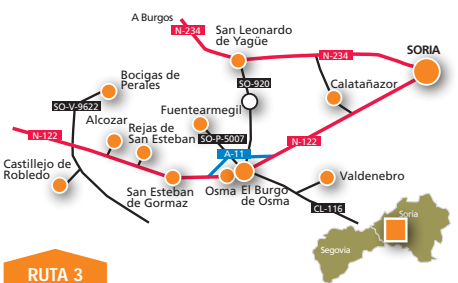 A Burgos
N-234
San Leonardo
de Yagüe
N-234
SORIA
Bocigas de
Perales
SO-920
Calatañazor
SO-V-9622
Fuentearmegil
Alcozar
Rejas de
San Esteban
SO-P-5007
N-122
N-122
A-11
Castillejo de
Robledo
San Esteban
de Gormaz
Osma
El Burgo
de Osma
Valdenebro
CL-116
Soria
Segovia
RUTA 3